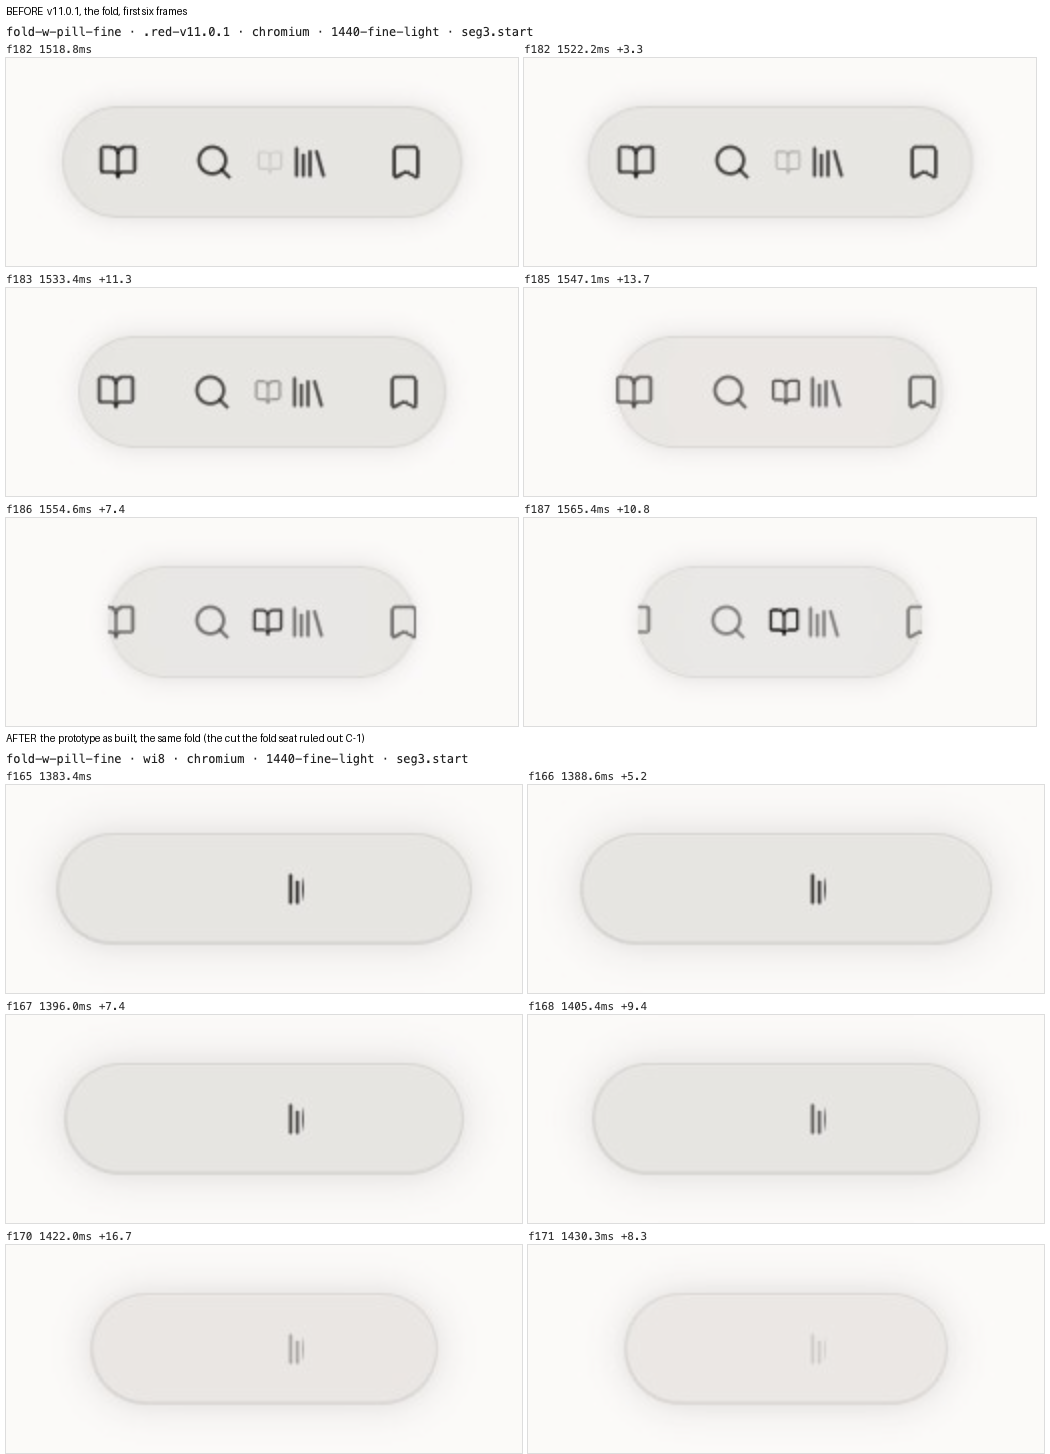 BEFORE v11.0.1, the fold, first six frames
fold-w-pill-fine · .red-v11.0.1 · chromium · 1440-fine-light · seg3.start
f182 1518.8ms
f182 1522.2ms +3.3
f183 1533.4ms +11.3
f185 1547.1ms +13.7
f186 1554.6ms +7.4
f187 1565.4ms +10.8
AFTER the prototype as built, the same fold (the cut the fold seat ruled out: C-1)
fold-w-pill-fine · wi8 · chromium · 1440-fine-light · seg3.start
f165 1383.4ms
f166 1388.6ms +5.2
f167 1396.0ms +7.4
f168 1405.4ms +9.4
f170 1422.0ms +16.7
f171 1430.3ms +8.3